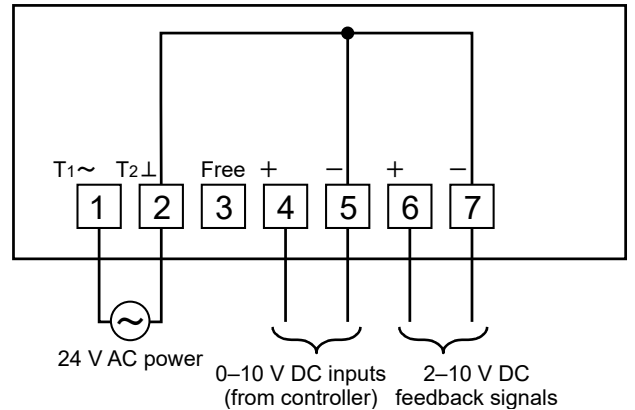 T1~ T2⊥ Free + − + −
1 2 3 4 5 6 7
~
24 V AC power
0–10 V DC inputs
(from controller)
2–10 V DC
feedback signals